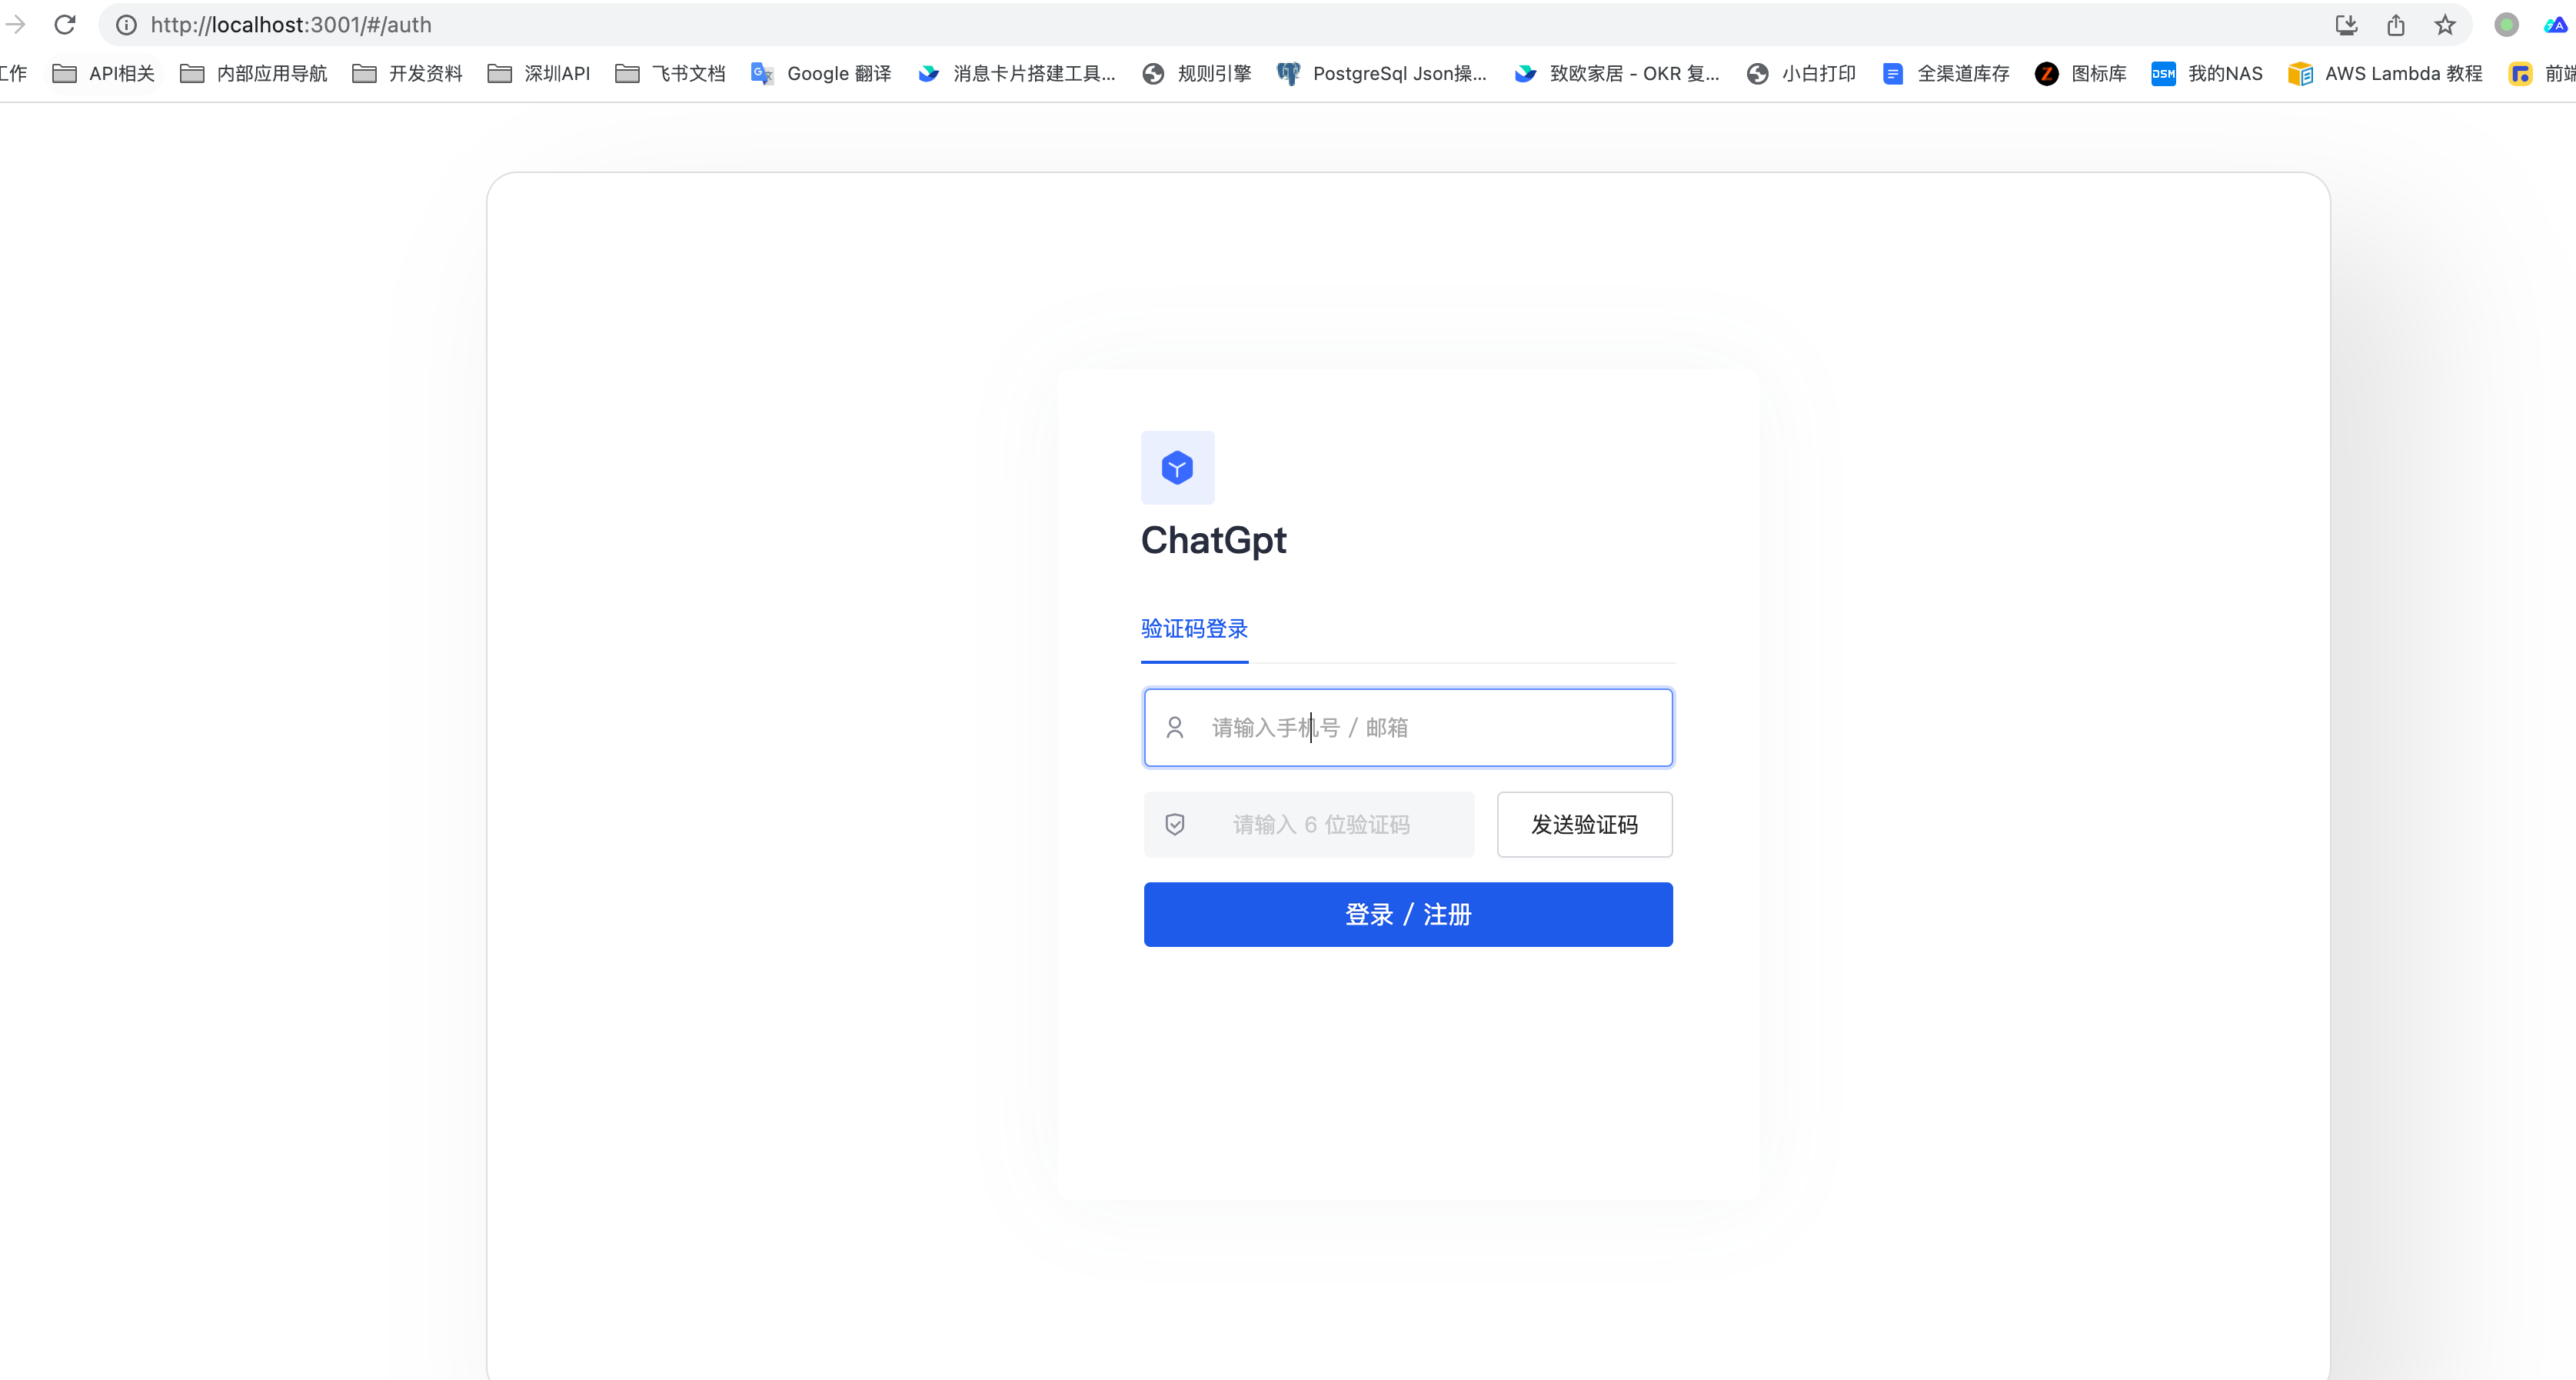 http://localhost:3001/#/auth
工作 API相关 内部应用导航 开发资料 深圳API 飞书文档 Google 翻译 消息卡片搭建工具... 规则引擎 PostgreSql Json操... 致欧家居 - OKR 复... 小白打印 全渠道库存 图标库 DSM 我的NAS AWS Lambda 教程 前端
ChatGpt
验证码登录
请输入手机号 / 邮箱
请输入 6 位验证码 发送验证码
登录 / 注册